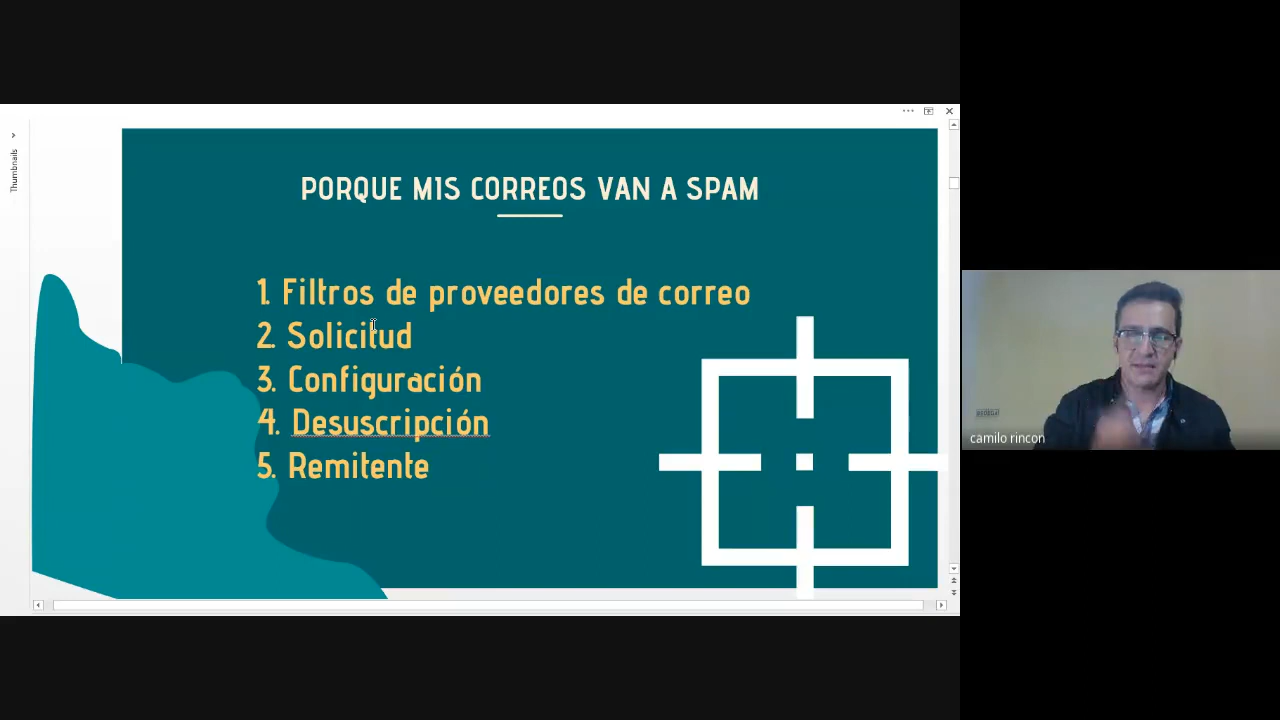 Thumbnails
PORQUE MIS CORREOS VAN A SPAM
1. Filtros de proveedores de correo
2. Solicitud
3. Configuración
4. Desuscripción
5. Remitente
camilo rincon